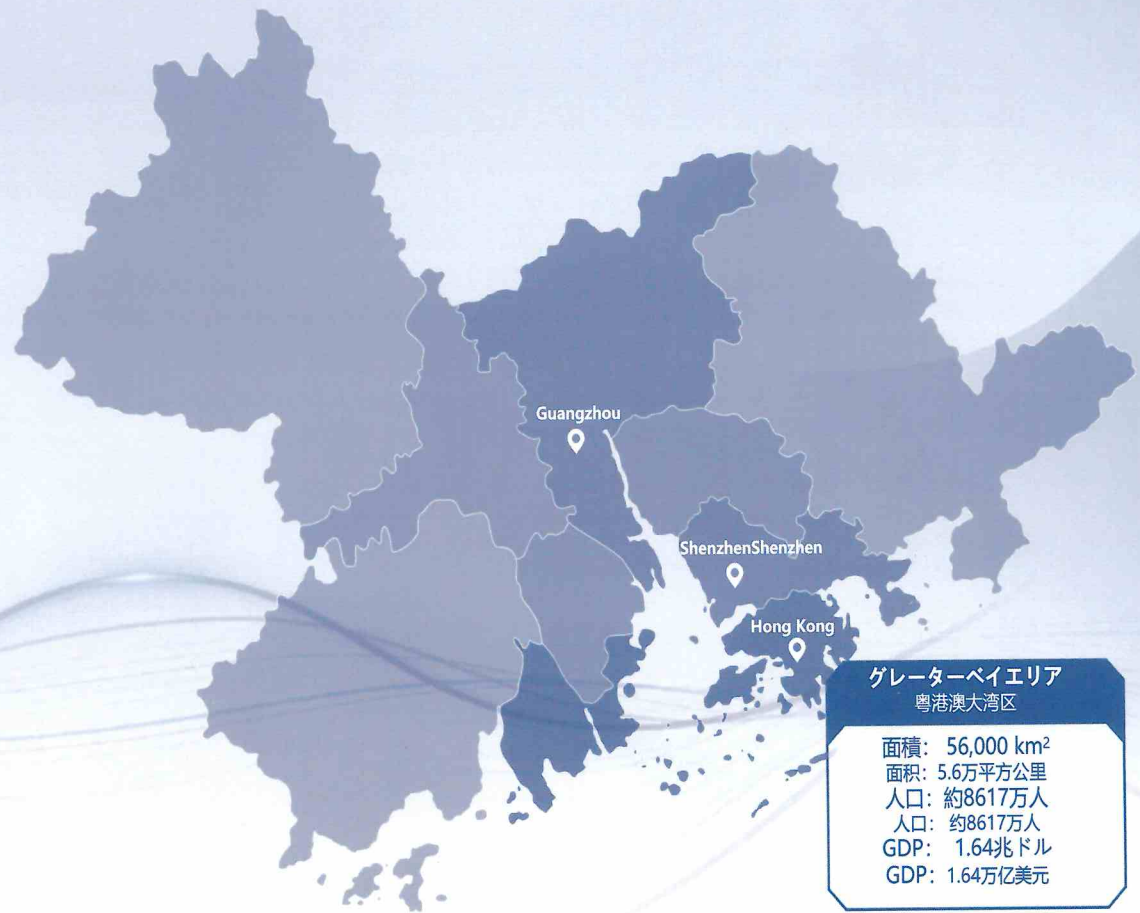 Guangzhou
ShenzhenShenzhen
Hong Kong
グレーターベイエリア
粤港澳大湾区
面積： 56,000 km²
面积：5.6万平方公里
人口：約8617万人
人口： 约8617万人
GDP： 1.64兆ドル
GDP：1.64万亿美元